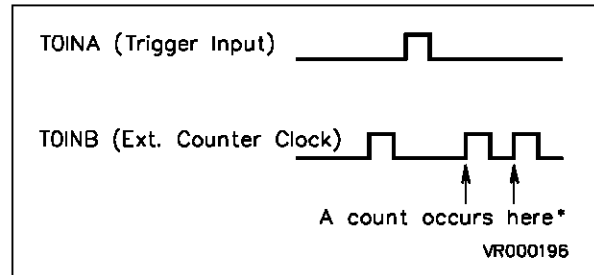 T0INA (Trigger Input)
T0INB (Ext. Counter Clock)
A count occurs here*
VR000196